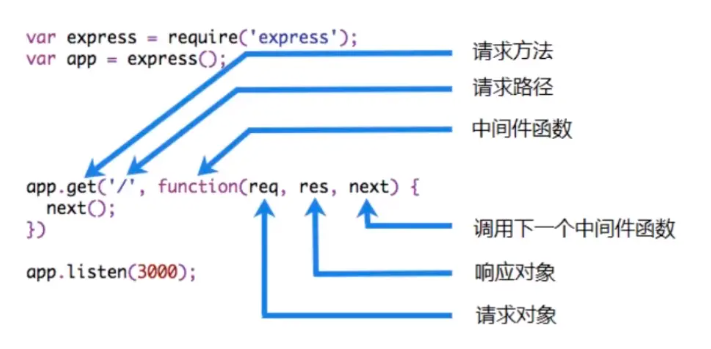 var express = require('express');
var app = express();
请求方法
请求路径
中间件函数
app.get('/', function(req, res, next) {
next();
})
调用下一个中间件函数
app.listen(3000);
响应对象
请求对象